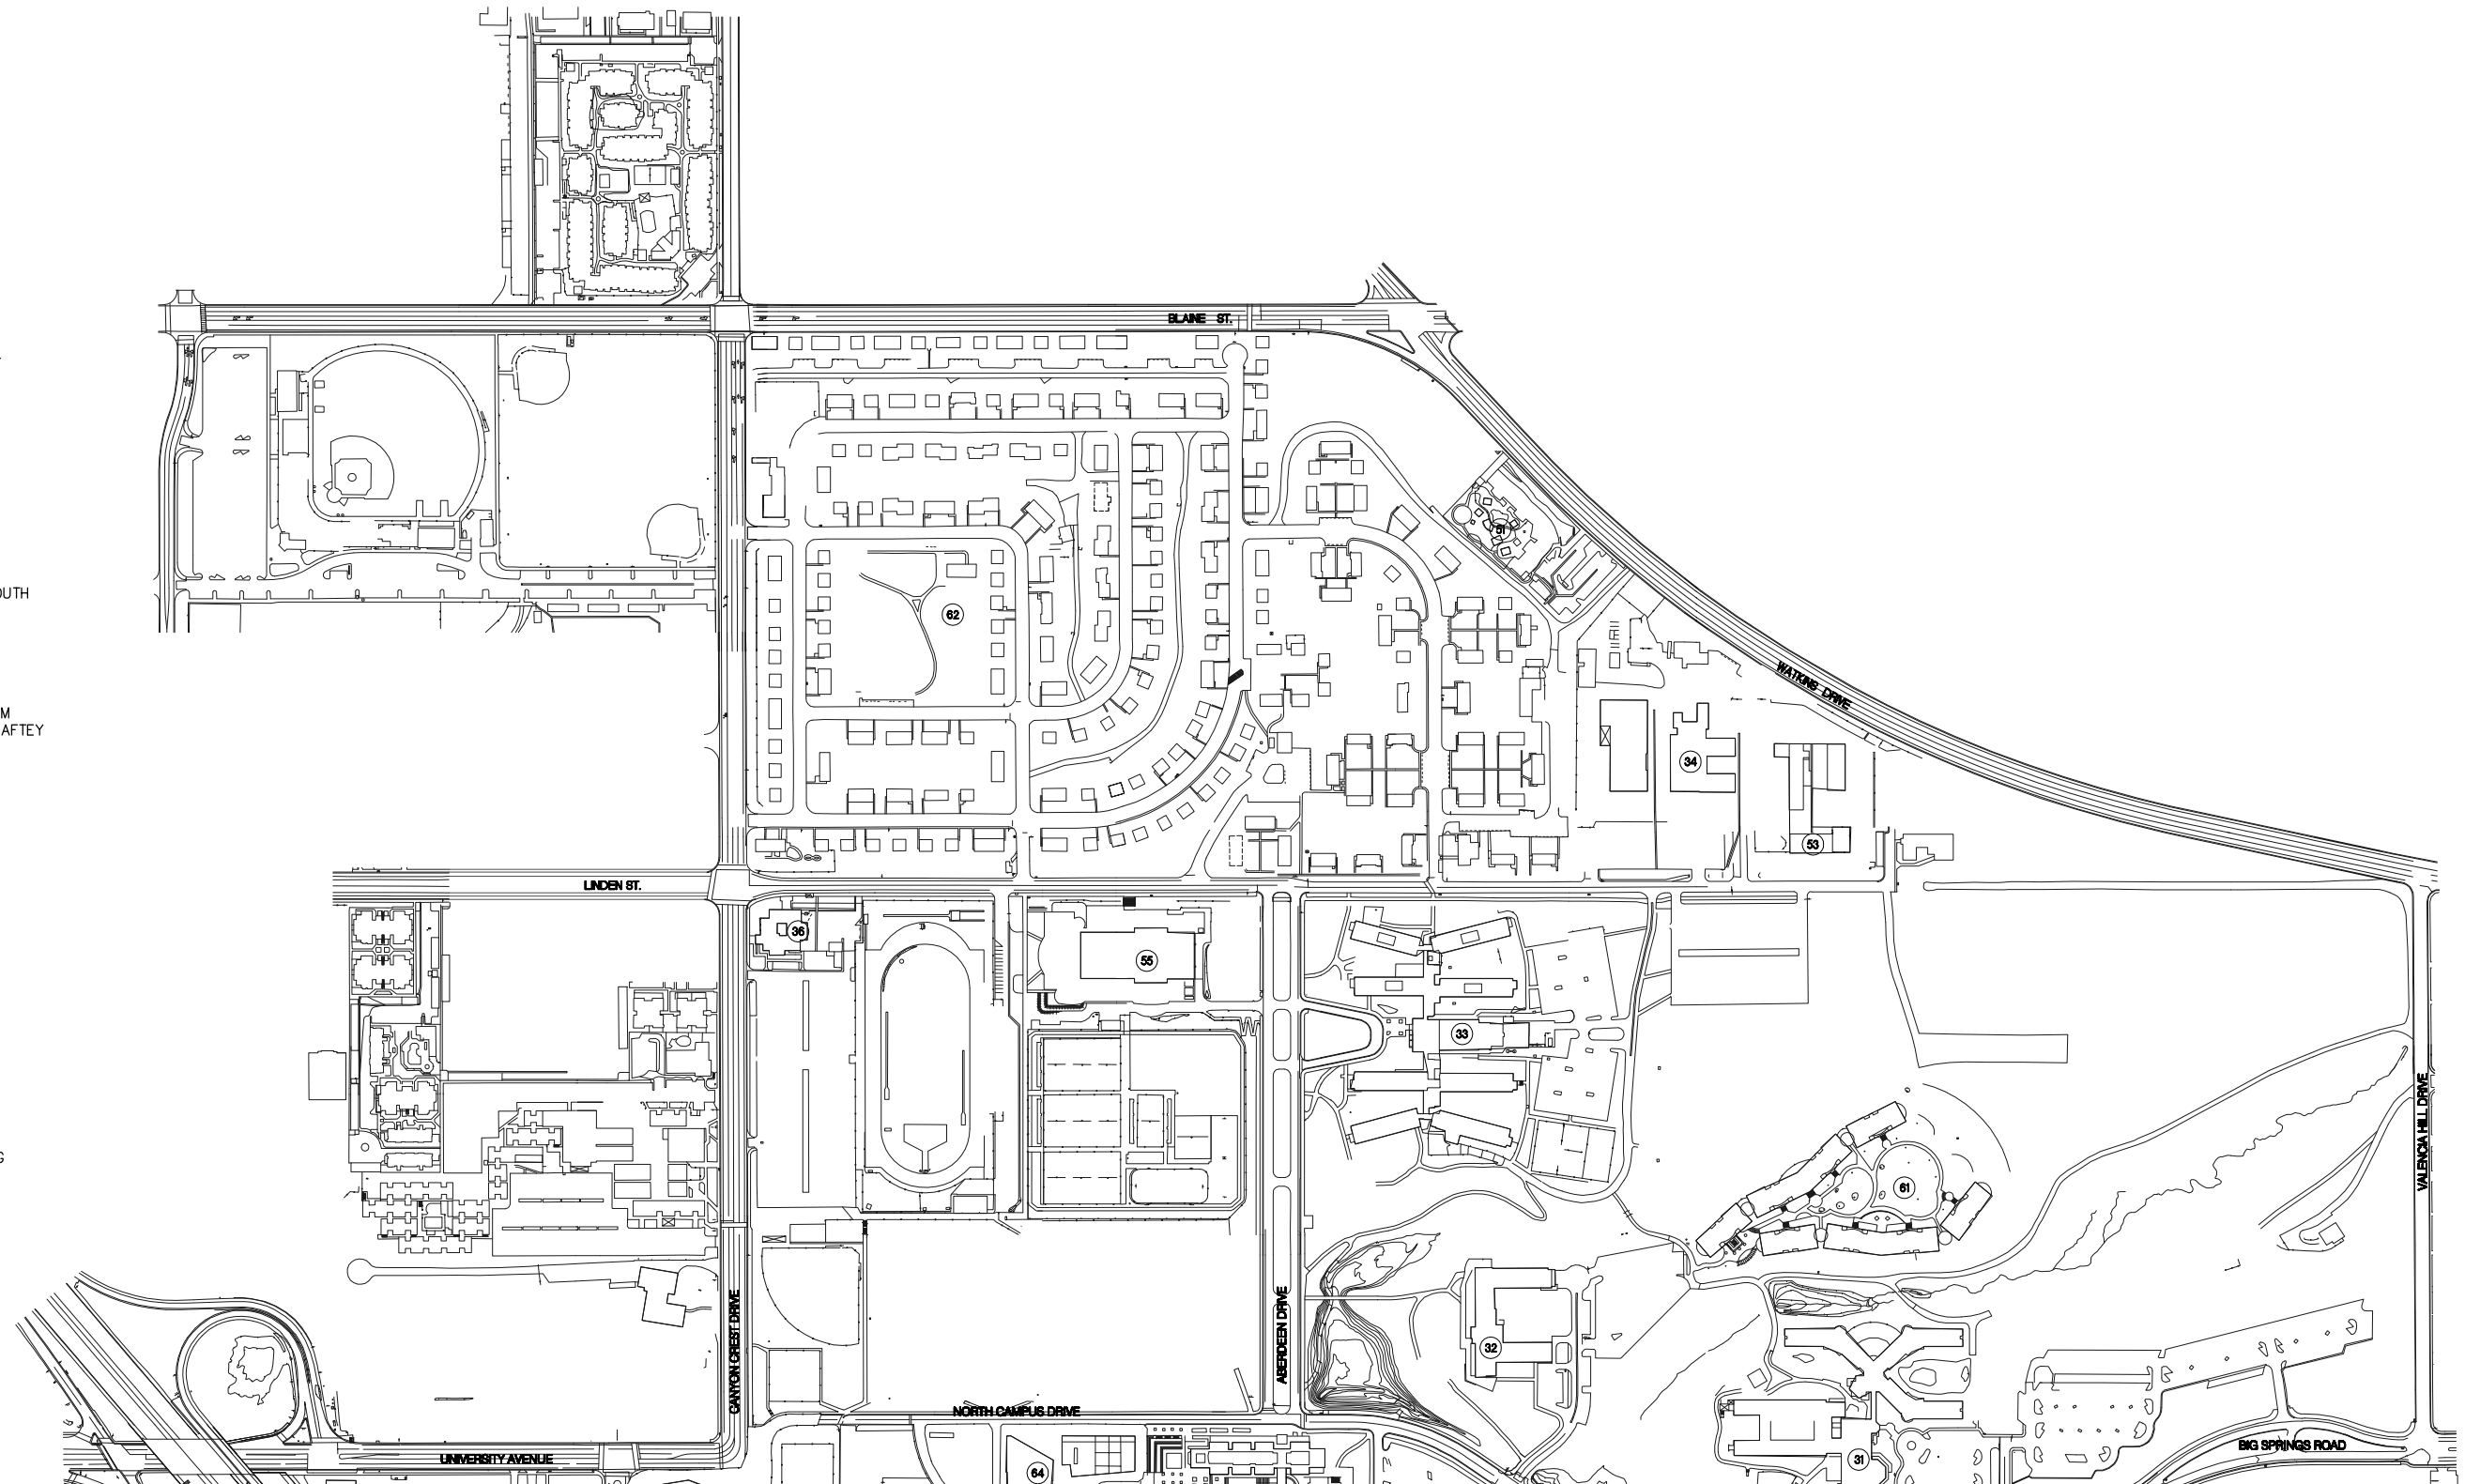 BLAINE ST.
51
OUTH
62
WATKINS DRIVE
M
AFTEY
34
53
LINDEN ST.
36
55
33
VALENCIA HILL DRIVE
G
61
CANYON CREST DRIVE
ABERDEEN DRIVE
32
NORTH CAMPUS DRIVE
UNIVERSITY AVENUE
BIG SPRINGS ROAD
31
64